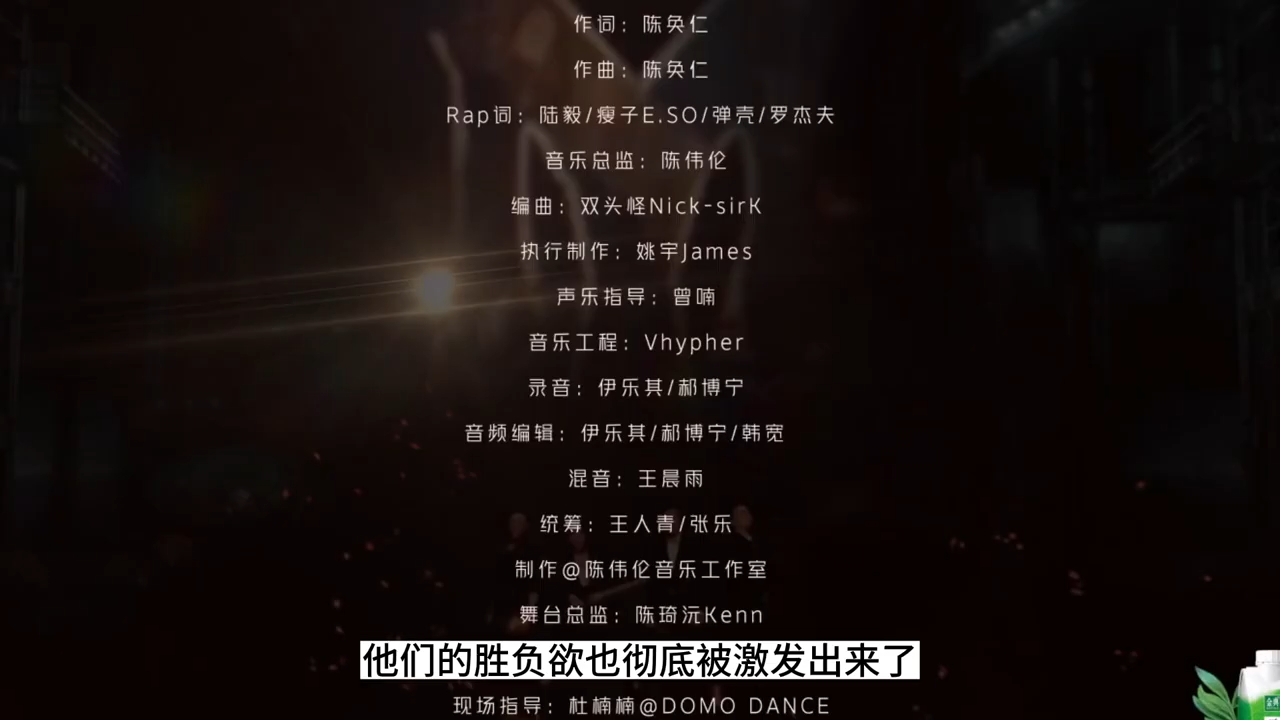 作词：陈奂仁
作曲：陈奂仁
Rap词：陆毅/瘦子E.SO/弹壳/罗杰夫
音乐总监：陈伟伦
编曲：双头怪Nick-sirK
执行制作：姚宇James
声乐指导：曾喃
音乐工程：Vhypher
录音：伊乐其/郝博宁
音频编辑：伊乐其/郝博宁/韩宽
混音：王晨雨
统筹：王人青/张乐
制作@陈伟伦音乐工作室
舞台总监：陈琦沅Kenn
他们的胜负欲也彻底被激发出来了
现场指导：杜楠楠@DOMO DANCE